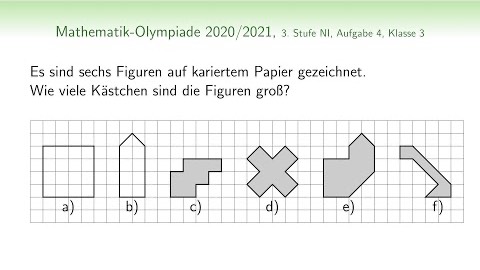 Mathematik-Olympiade 2020/2021, 3. Stufe NI, Aufgabe 4, Klasse 3
Es sind sechs Figuren auf kariertem Papier gezeichnet.
Wie viele Kästchen sind die Figuren groß?
a) b) c) d) e) f)